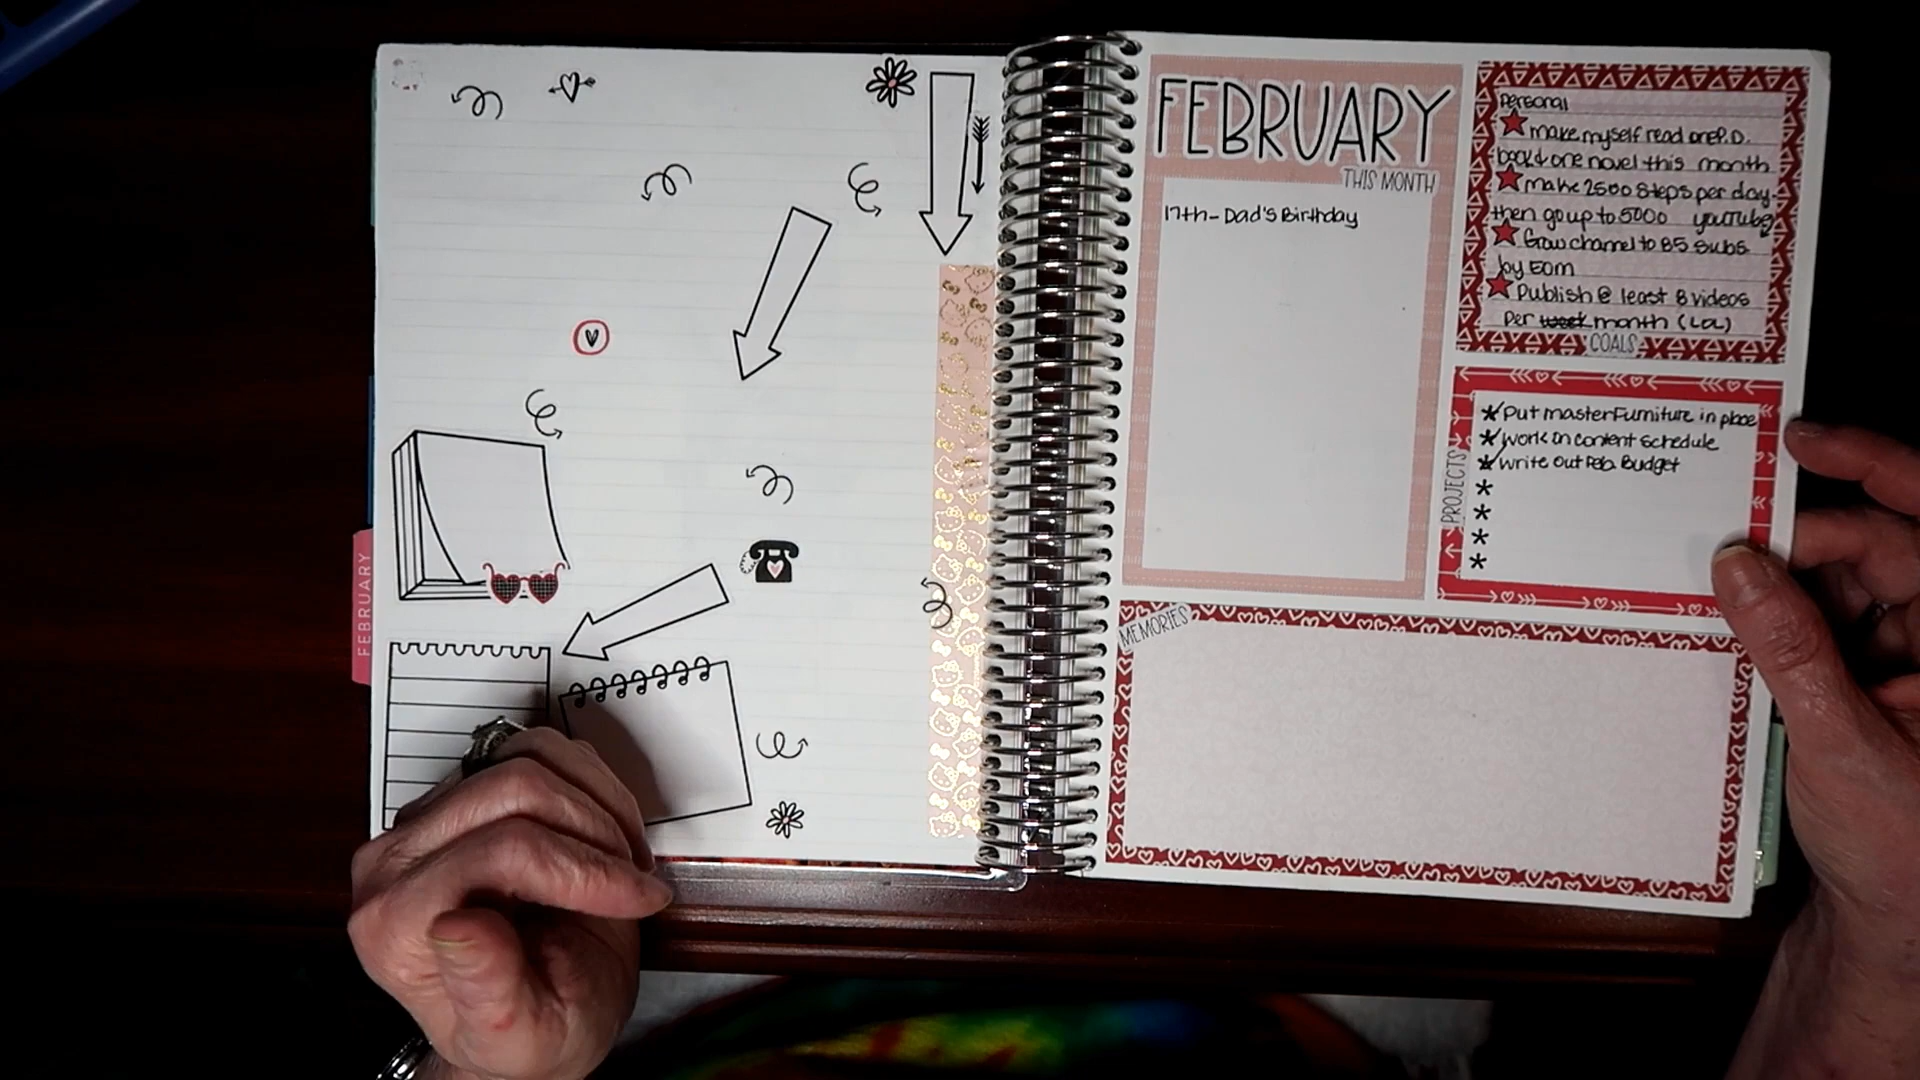 FEBRUARY
FEBRUARY
THIS MONTH
17th - Dad's Birthday
Personal
make myself read one P.D.
book & one novel this month
make 2500 steps per day.
then go up to 5000 youTube
Grow channel to 85 subs
by EOM
Publish @ least 8 videos
Per week month (LOL)
GOALS
PROJECTS
* Put master Furniture in place
* work on content schedule
* write out Feb. Budget
*
*
*
*
MEMORIES